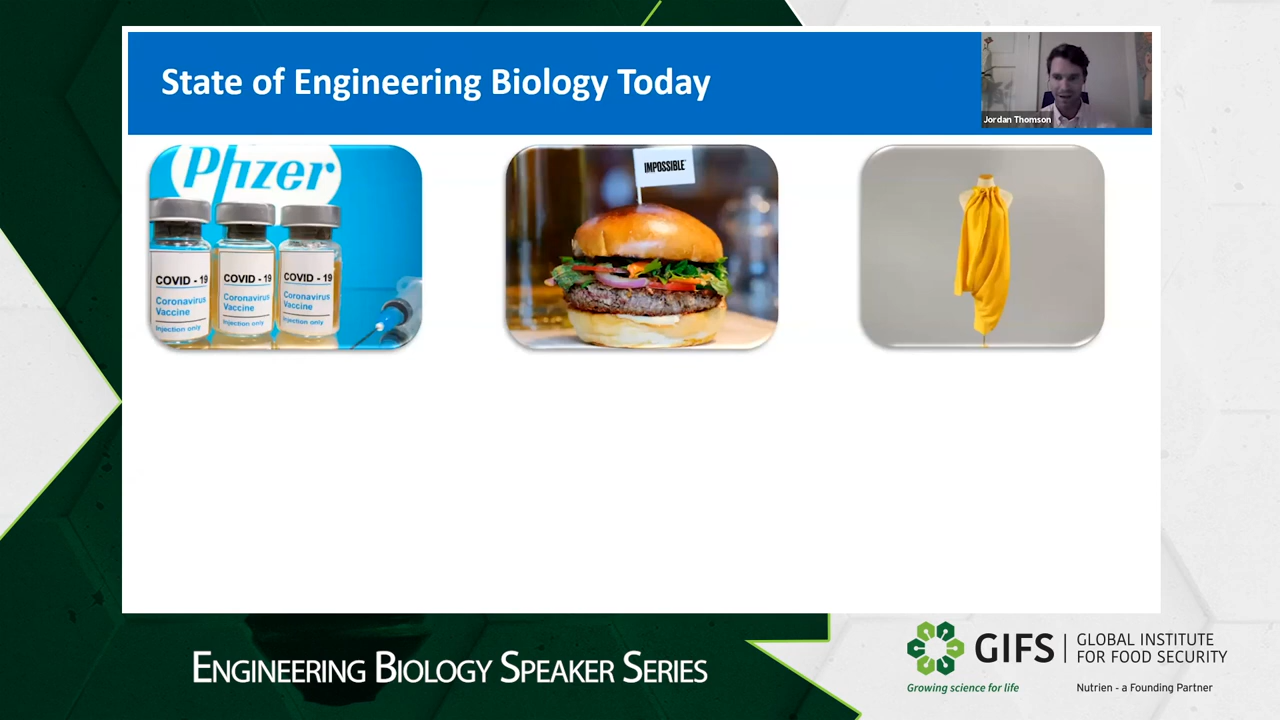 State of Engineering Biology Today
Jordan Thomson
Pfizer
COVID - 19
Coronavirus
Vaccine
Injection only
COVID - 19
Coronavirus
Vaccine
Injection only
COVID - 19
Coronavirus
Vaccine
Injection only
IMPOSSIBLE
ENGINEERING BIOLOGY SPEAKER SERIES
GIFS
GLOBAL INSTITUTE
FOR FOOD SECURITY
Growing science for life
Nutrien - a Founding Partner